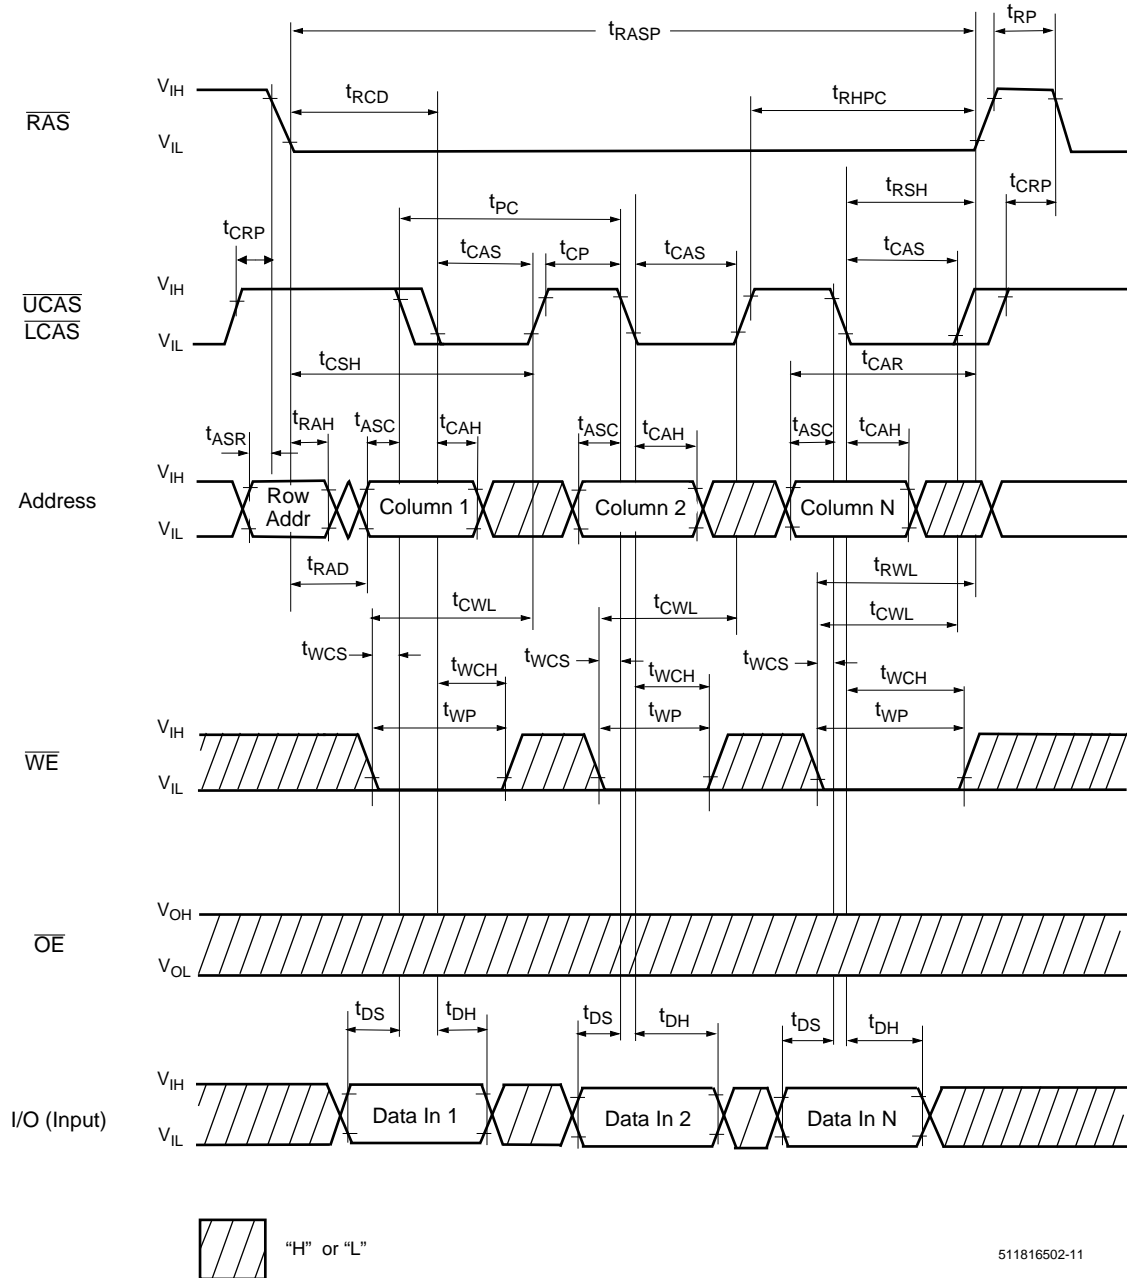 tRASP
tRP
VIH
RAS
VIL
tRCD
tRHPC
tRSH
tCRP
tPC
tCRP
tCAS
tCP
tCAS
tCAS
VIH
UCAS
LCAS
VIL
tCSH
tCAR
tASR
tRAH
tASC
tCAH
tASC
tCAH
tASC
tCAH
VIH
Address
VIL
Row
Addr
Column 1
Column 2
Column N
tRAD
tRWL
tCWL
tCWL
tCWL
tWCS
tWCS
tWCS
tWCH
tWCH
tWCH
tWP
tWP
tWP
VIH
WE
VIL
VOH
OE
VOL
tDS
tDH
tDS
tDH
tDS
tDH
VIH
I/O (Input)
VIL
Data In 1
Data In 2
Data In N
“H” or “L”
511816502-11